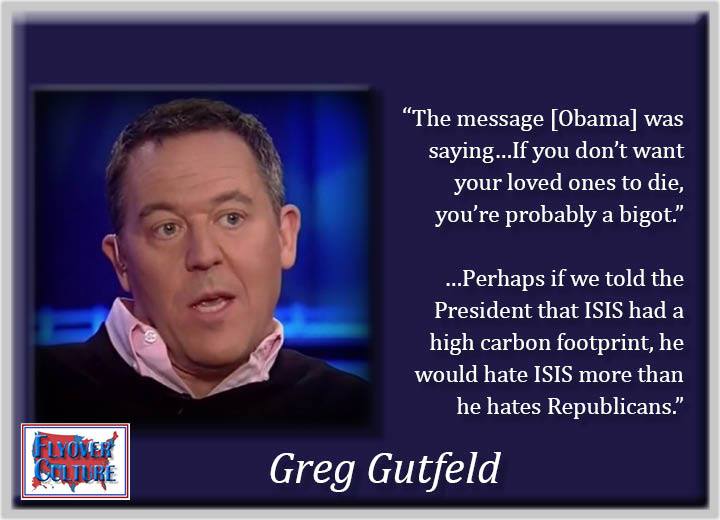 “The message [Obama] was
saying...If you don’t want
your loved ones to die,
you’re probably a bigot.”
...Perhaps if we told the
President that ISIS had a
high carbon footprint, he
would hate ISIS more than
he hates Republicans.”
FLYOVER
CULTURE
Greg Gutfeld